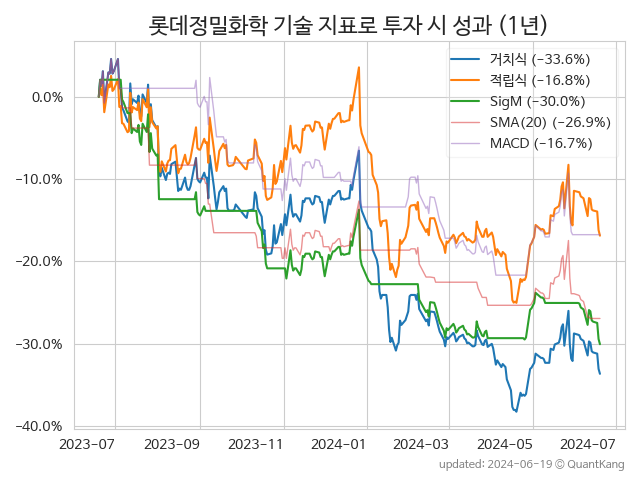 롯데정밀화학 기술 지표로 투자 시 성과 (1년)
거치식 (−33.6%)
적립식 (−16.8%)
SigM (−30.0%)
SMA(20) (−26.9%)
MACD (−16.7%)
0.0%
−10.0%
−20.0%
−30.0%
−40.0%
2023-07 2023-09 2023-11 2024-01 2024-03 2024-05 2024-07
updated: 2024-06-19 © QuantKang